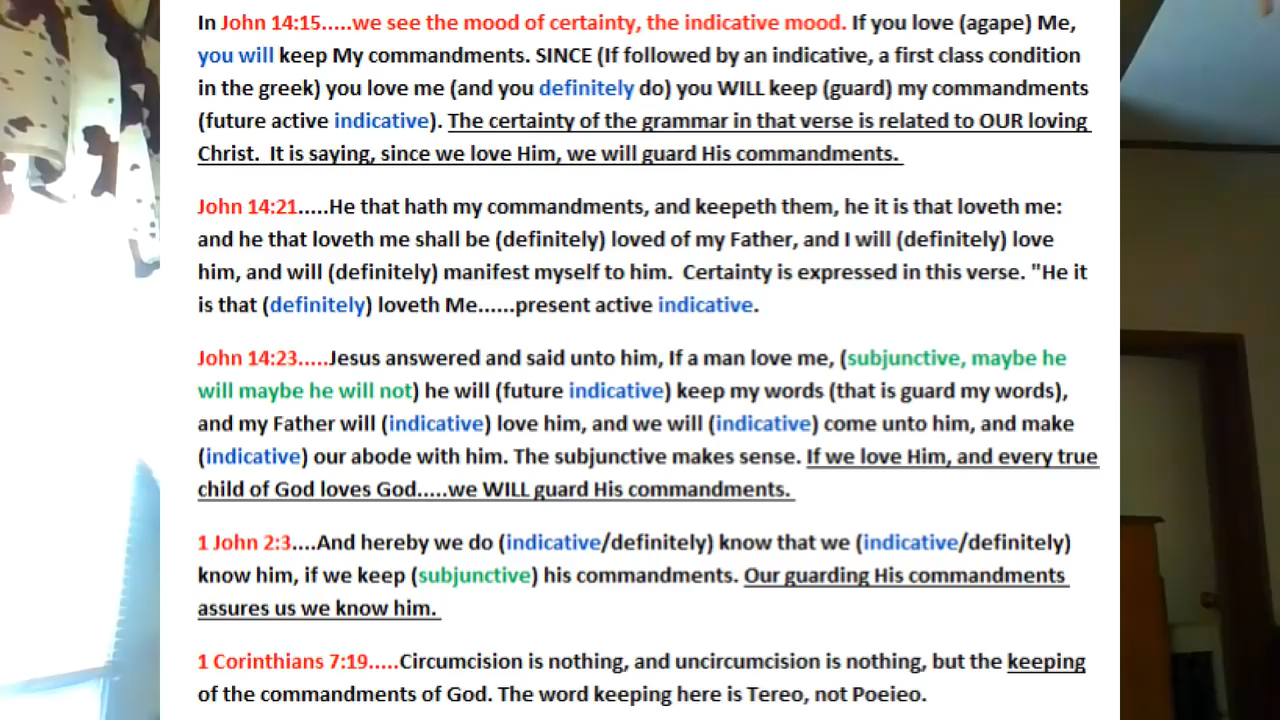 In John 14:15.....we see the mood of certainty, the indicative mood. If you love (agape) Me,
you will keep My commandments. SINCE (If followed by an indicative, a first class condition
in the greek) you love me (and you definitely do) you WILL keep (guard) my commandments
(future active indicative). The certainty of the grammar in that verse is related to OUR loving
Christ. It is saying, since we love Him, we will guard His commandments.
John 14:21.....He that hath my commandments, and keepeth them, he it is that loveth me:
and he that loveth me shall be (definitely) loved of my Father, and I will (definitely) love
him, and will (definitely) manifest myself to him. Certainty is expressed in this verse. "He it
is that (definitely) loveth Me......present active indicative.
John 14:23.....Jesus answered and said unto him, If a man love me, (subjunctive, maybe he
will maybe he will not) he will (future indicative) keep my words (that is guard my words),
and my Father will (indicative) love him, and we will (indicative) come unto him, and make
(indicative) our abode with him. The subjunctive makes sense. If we love Him, and every true
child of God loves God.....we WILL guard His commandments.
1 John 2:3....And hereby we do (indicative/definitely) know that we (indicative/definitely)
know him, if we keep (subjunctive) his commandments. Our guarding His commandments
assures us we know him.
1 Corinthians 7:19.....Circumcision is nothing, and uncircumcision is nothing, but the keeping
of the commandments of God. The word keeping here is Tereo, not Poeieo.